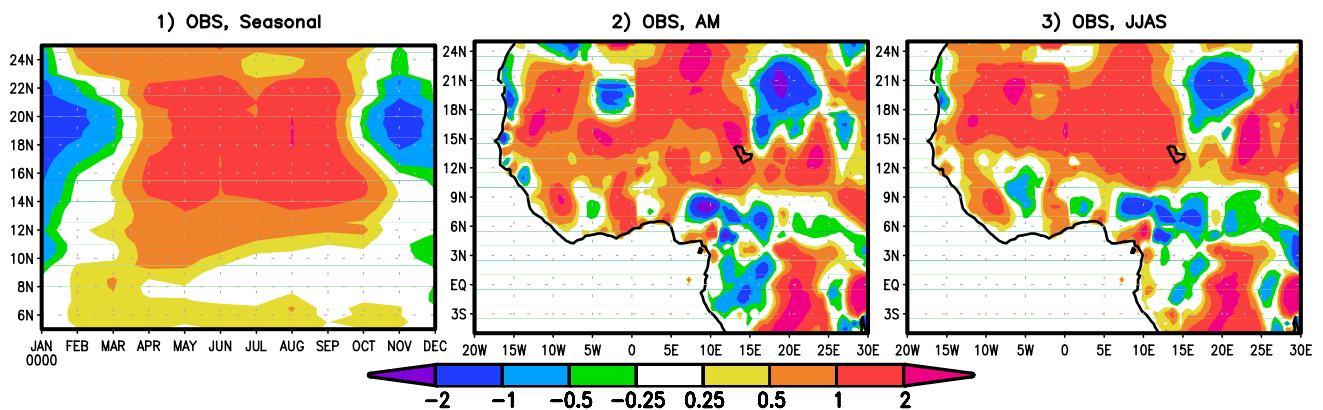 1) OBS, Seasonal
2) OBS, AM
3) OBS, JJAS
24N
22N
20N
18N
16N
14N
12N
10N
8N
6N
JAN FEB MAR APR MAY JUN JUL AUG SEP OCT NOV DEC
0000
24N
21N
18N
15N
12N
9N
6N
3N
EQ
3S
20W 15W 10W 5W 0 5E 10E 15E 20E 25E 30E
24N
21N
18N
15N
12N
9N
6N
3N
EQ
3S
20W 15W 10W 5W 0 5E 10E 15E 20E 25E 30E
-2 -1 -0.5 -0.25 0.25 0.5 1 2